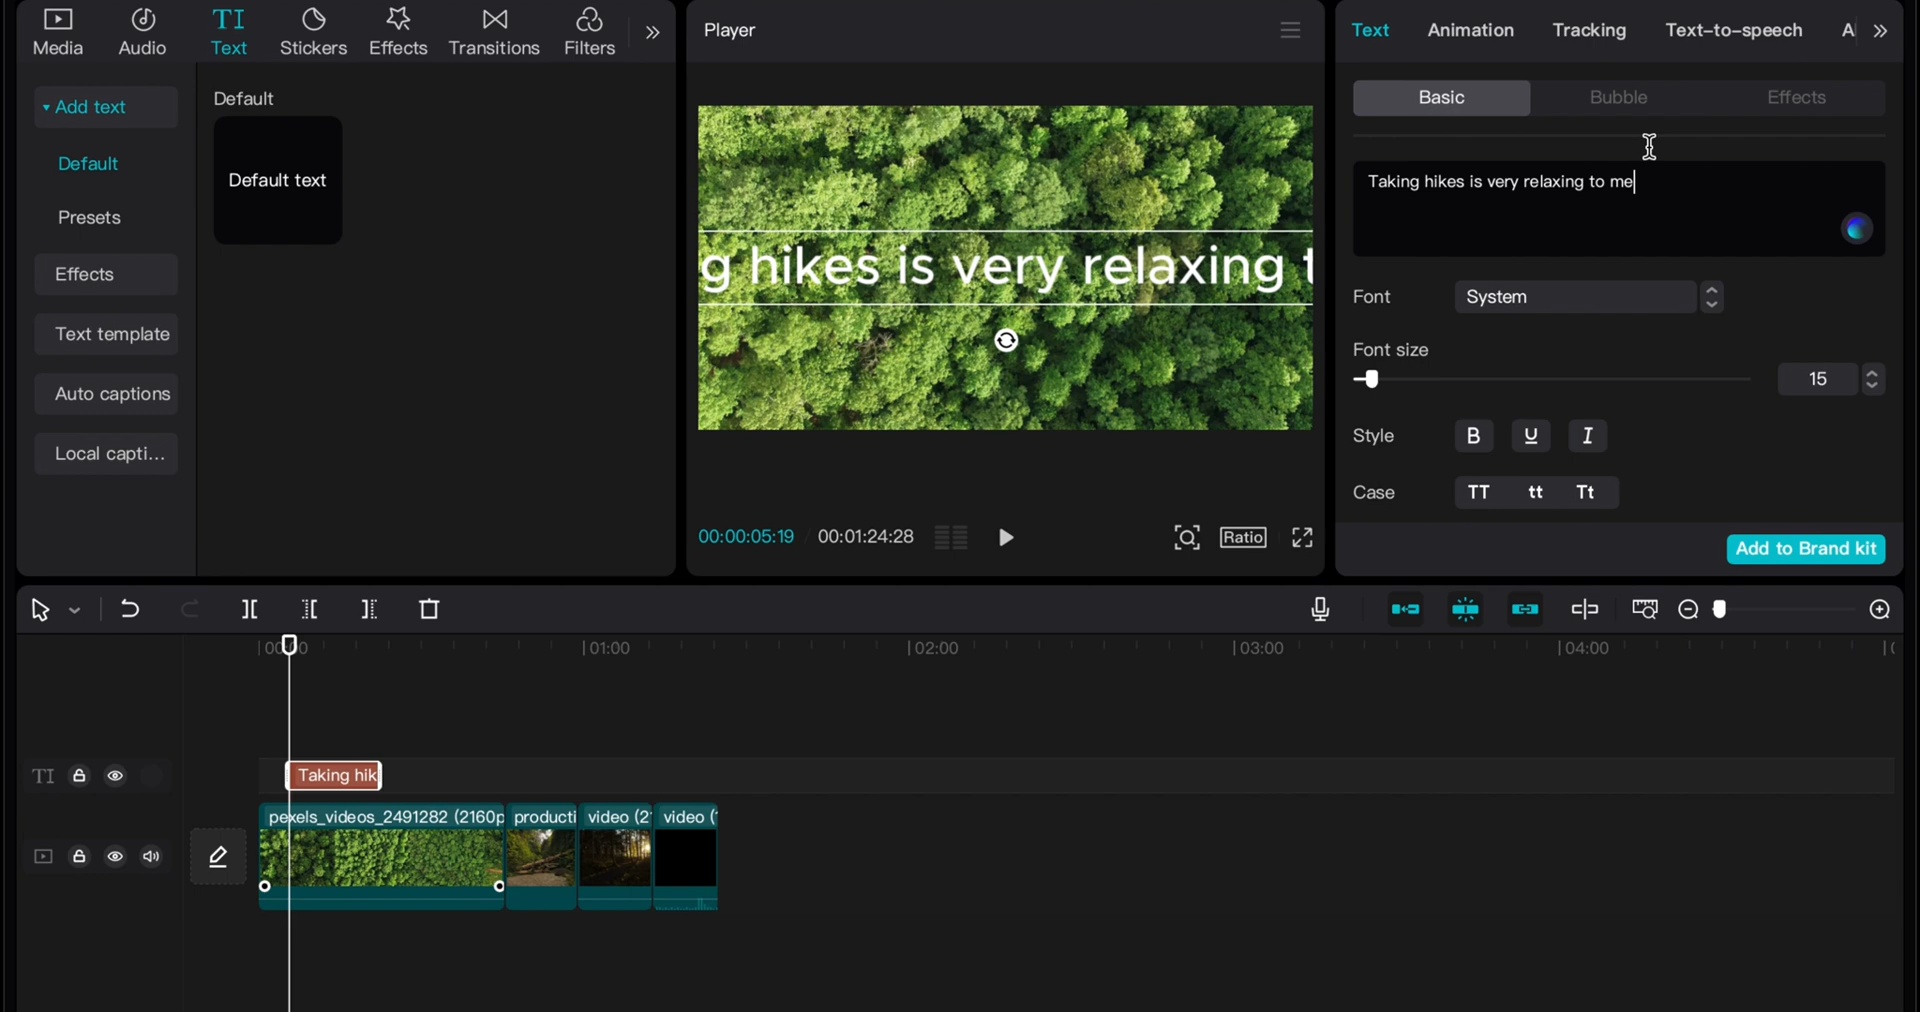 Media
Audio
TI
Text
Stickers
Effects
Transitions
Filters
Add text
Default
Presets
Effects
Text template
Auto captions
Local capti...
Default
Default text
Player
g hikes is very relaxing t
00:00:05:19
00:01:24:28
Ratio
Text
Animation
Tracking
Text-to-speech
A
Basic
Bubble
Effects
Taking hikes is very relaxing to me
Font
System
Font size
15
Style
B
U
I
Case
TT
tt
Tt
Add to Brand kit
01:00
02:00
03:00
04:00
TI
Taking hik
pexels_videos_2491282 (2160p
producti
video (2
video (